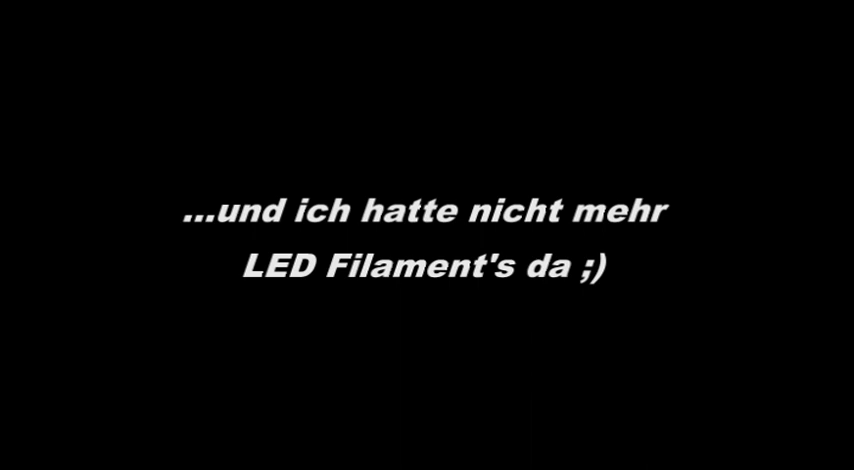 ...und ich hatte nicht mehr
LED Filament's da ;)